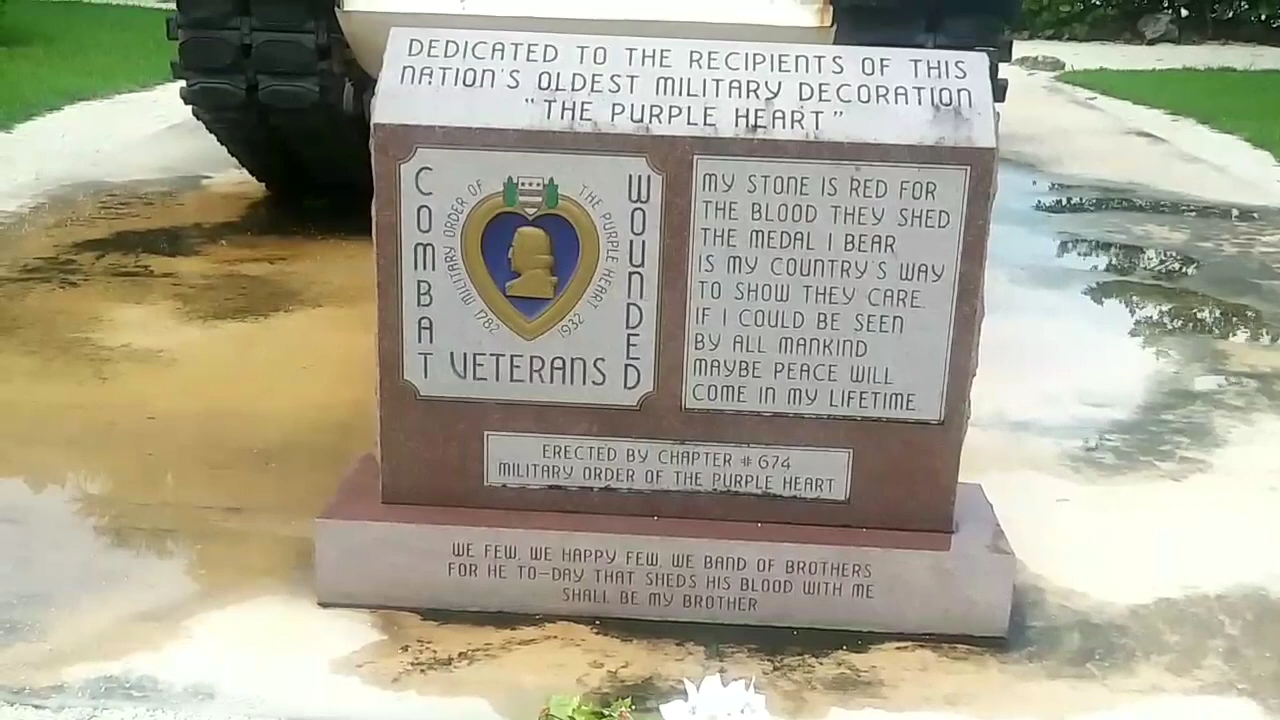 DEDICATED TO THE RECIPIENTS OF THIS
NATION'S OLDEST MILITARY DECORATION
"THE PURPLE HEART"
COMBAT
WOUNDED
VETERANS
MILITARY ORDER OF
THE PURPLE HEART
1782
1932
MY STONE IS RED FOR
THE BLOOD THEY SHED
THE MEDAL I BEAR
IS MY COUNTRY'S WAY
TO SHOW THEY CARE.
IF I COULD BE SEEN
BY ALL MANKIND
MAYBE PEACE WILL
COME IN MY LIFETIME
ERECTED BY CHAPTER # 674
MILITARY ORDER OF THE PURPLE HEART
WE FEW, WE HAPPY FEW, WE BAND OF BROTHERS
FOR HE TO-DAY THAT SHEDS HIS BLOOD WITH ME
SHALL BE MY BROTHER